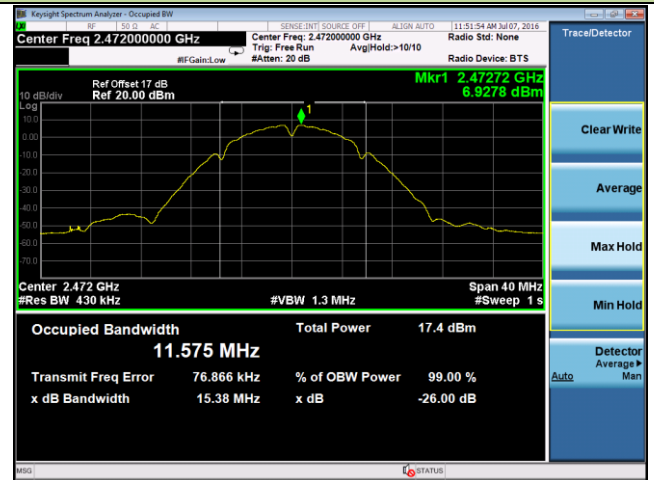 Keysight Spectrum Analyzer - Occupied BW
RF 50 Ω AC SENSE:INT SOURCE OFF ALIGN AUTO 11:51:54 AM Jul 07, 2016
Center Freq 2.472000000 GHz
Center Freq: 2.472000000 GHz
Radio Std: None
Trig: Free Run Avg|Hold:>10/10
#IFGain:Low #Atten: 20 dB Radio Device: BTS
Trace/Detector
Mkr1 2.47272 GHz
6.9278 dBm
Ref Offset 17 dB
10 dB/div Ref 20.00 dBm
Log
10.0
0.00
-10.0
-20.0
-30.0
-40.0
-50.0
-60.0
-70.0
1
Center 2.472 GHz Span 40 MHz
#Res BW 430 kHz #VBW 1.3 MHz #Sweep 1 s
Occupied Bandwidth Total Power 17.4 dBm
11.575 MHz
Transmit Freq Error 76.866 kHz % of OBW Power 99.00 %
x dB Bandwidth 15.38 MHz x dB -26.00 dB
Clear Write
Average
Max Hold
Min Hold
Detector
Average▶
Auto Man
MSG STATUS